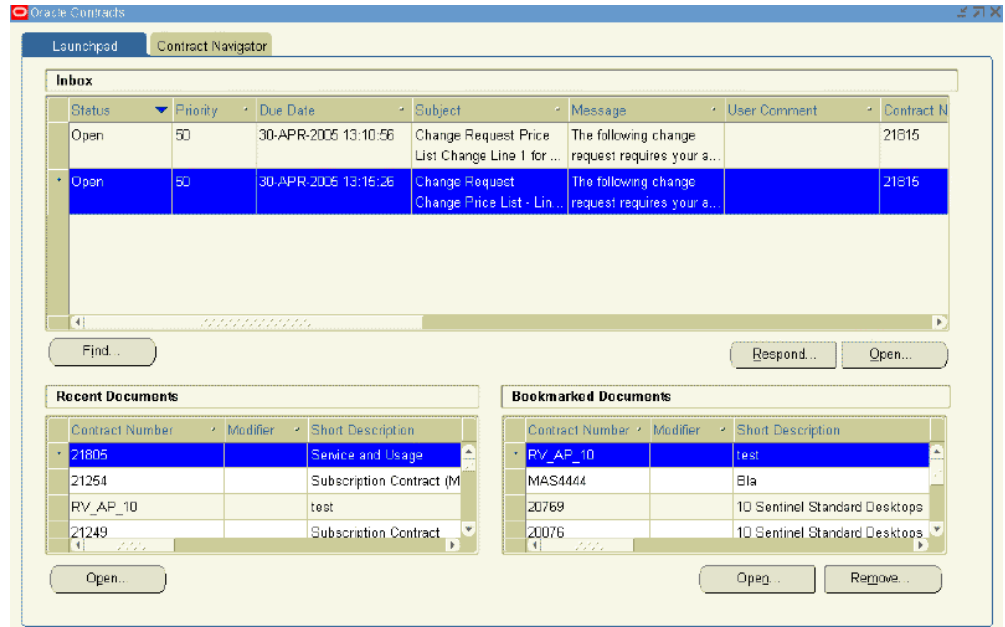 Oracle Contracts
Launchpad Contract Navigator
Inbox
Status Priority Due Date Subject Message User Comment Contract N
Open 50 30-APR-2005 13:10:56 Change Request Price The following change 21815
List Change Line 1 for ... request requires your a...
Open 50 30-APR-2005 13:15:26 Change Request The following change 21815
Change Price List - Lin... request requires your a...
Find...
Respond... Open...
Recent Documents Bookmarked Documents
Contract Number Modifier Short Description Contract Number Modifier Short Description
21805 Service and Usage RV_AP_10 test
21254 Subscription Contract (M MAS4444 Bla
RV_AP_10 test 20769 10 Sentinel Standard Desktops
21249 Subscription Contract 20076 10 Sentinel Standard Desktops
Open... Open... Remove...